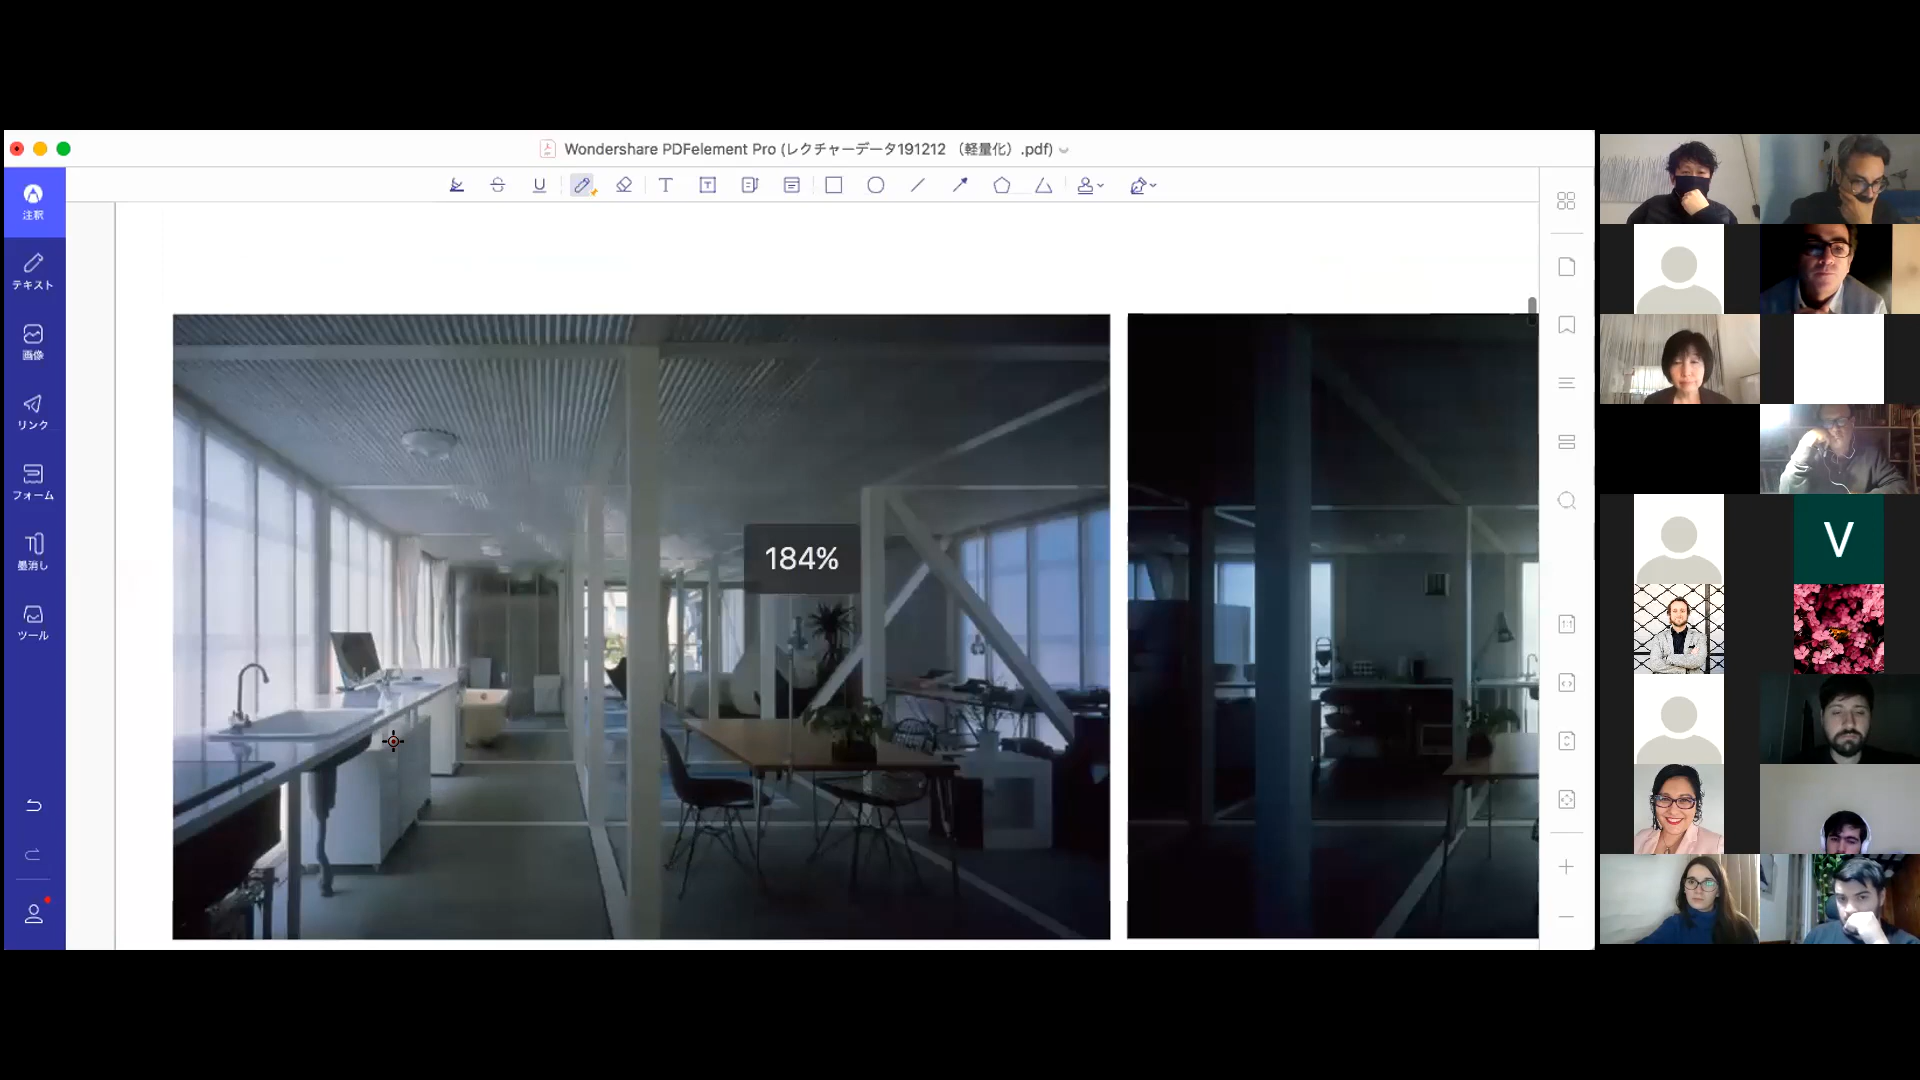 Wondershare PDFelement Pro (レクチャーデータ191212 （軽量化）.pdf)
注釈
テキスト
画像
リンク
フォーム
墨消し
ツール
184%
V